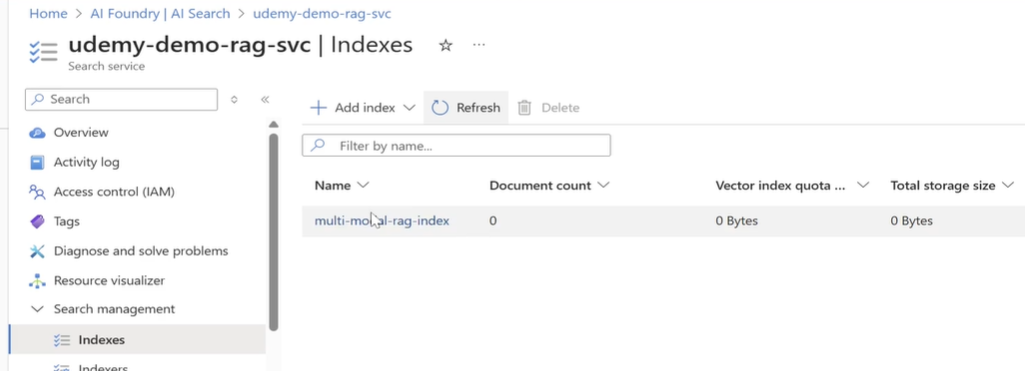 Home > AI Foundry | AI Search > udemy-demo-rag-svc
udemy-demo-rag-svc | Indexes
Search service
Search
Add index
Refresh
Delete
Overview
Activity log
Access control (IAM)
Tags
Diagnose and solve problems
Resource visualizer
Search management
Indexes
Indexers
Filter by name...
Name
Document count
Vector index quota ...
Total storage size
multi-modal-rag-index
0
0 Bytes
0 Bytes